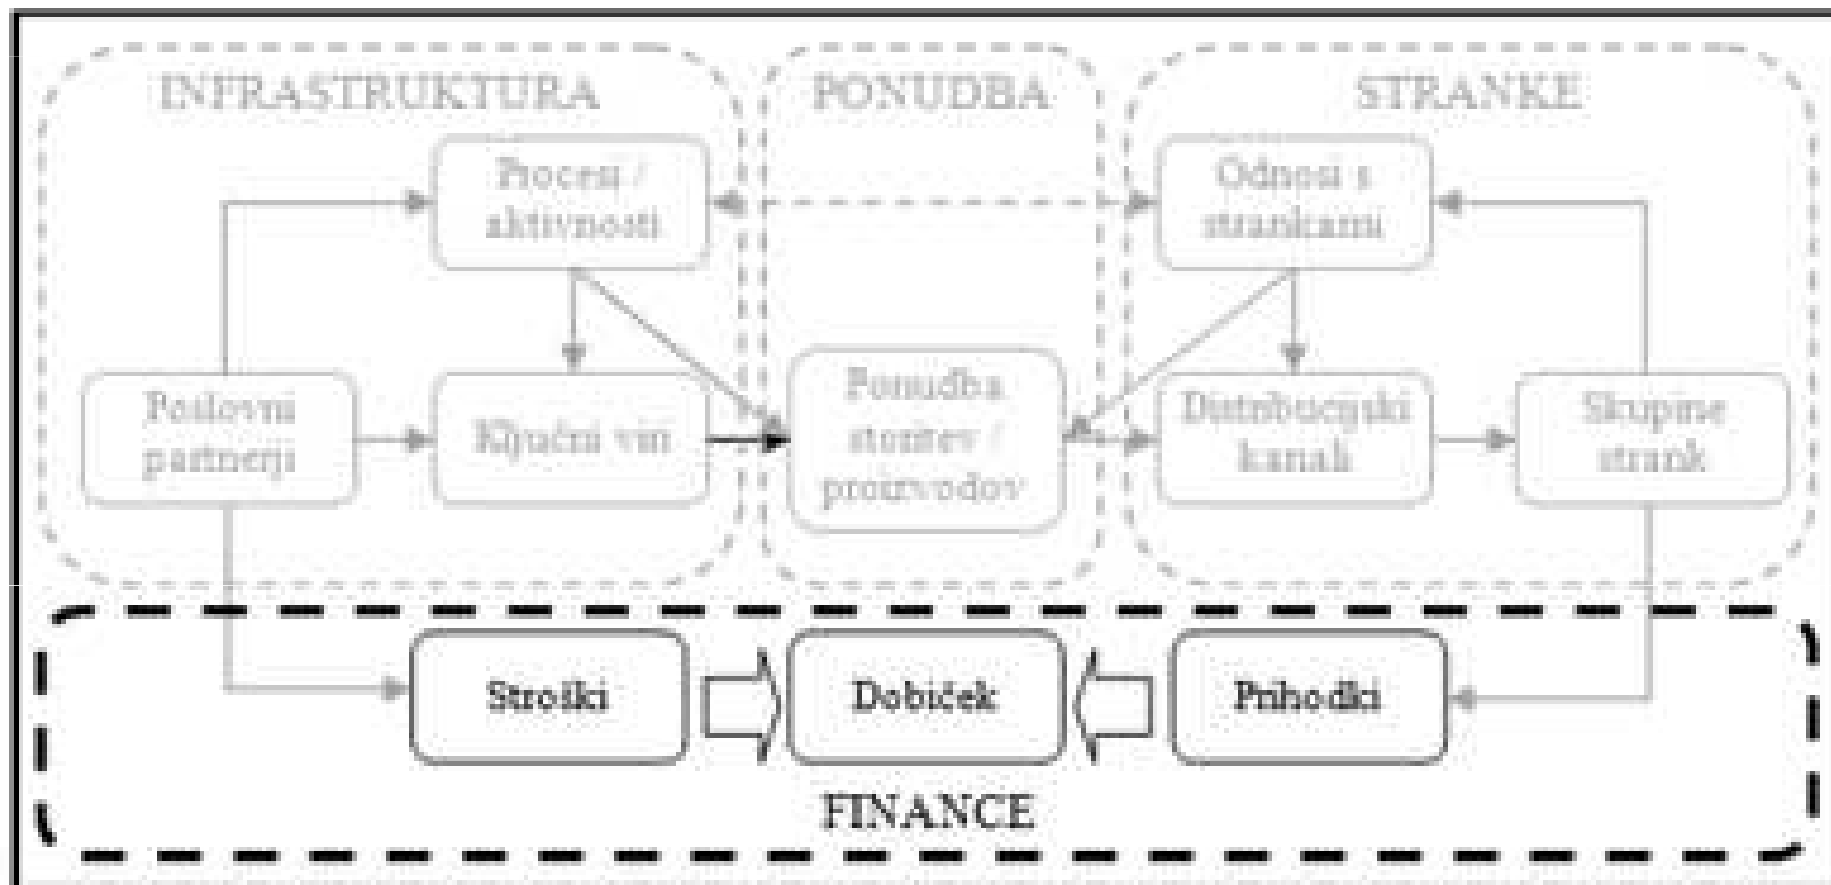 INFRASTRUKTURA
PONUDBA
STRANKE
Procesi /
aktivnosti
Odnosi s
strankami
Poslovni
partnerji
Ključni viri
Ponudba
storitev /
proizvodov
Distribucijski
kanali
Skupine
strank
Stroški
Dobiček
Prihodki
FINANCE